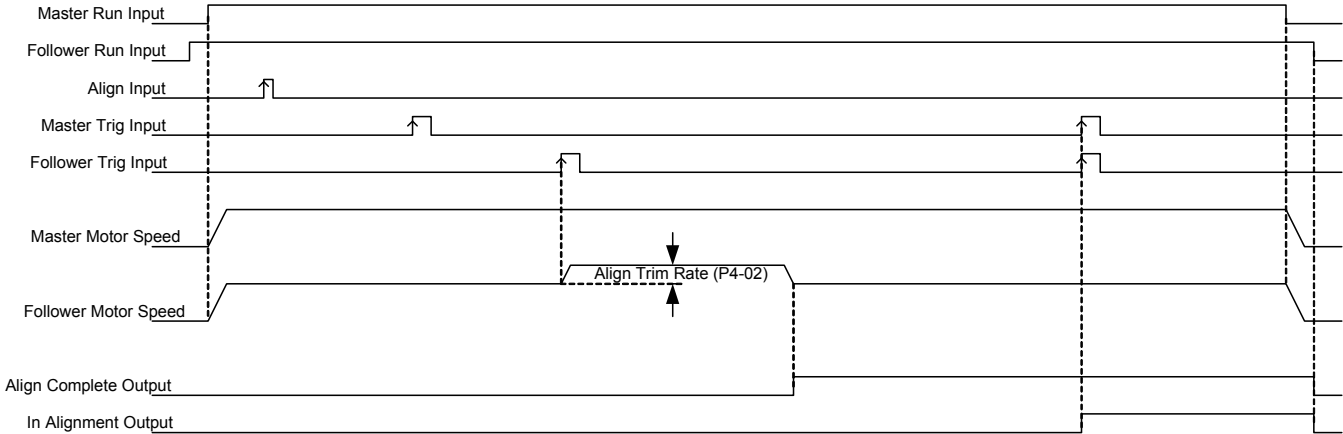 Master Run Input
Follower Run Input
Align Input
Master Trig Input
Follower Trig Input
Master Motor Speed
Align Trim Rate (P4-02)
Follower Motor Speed
Align Complete Output
In Alignment Output